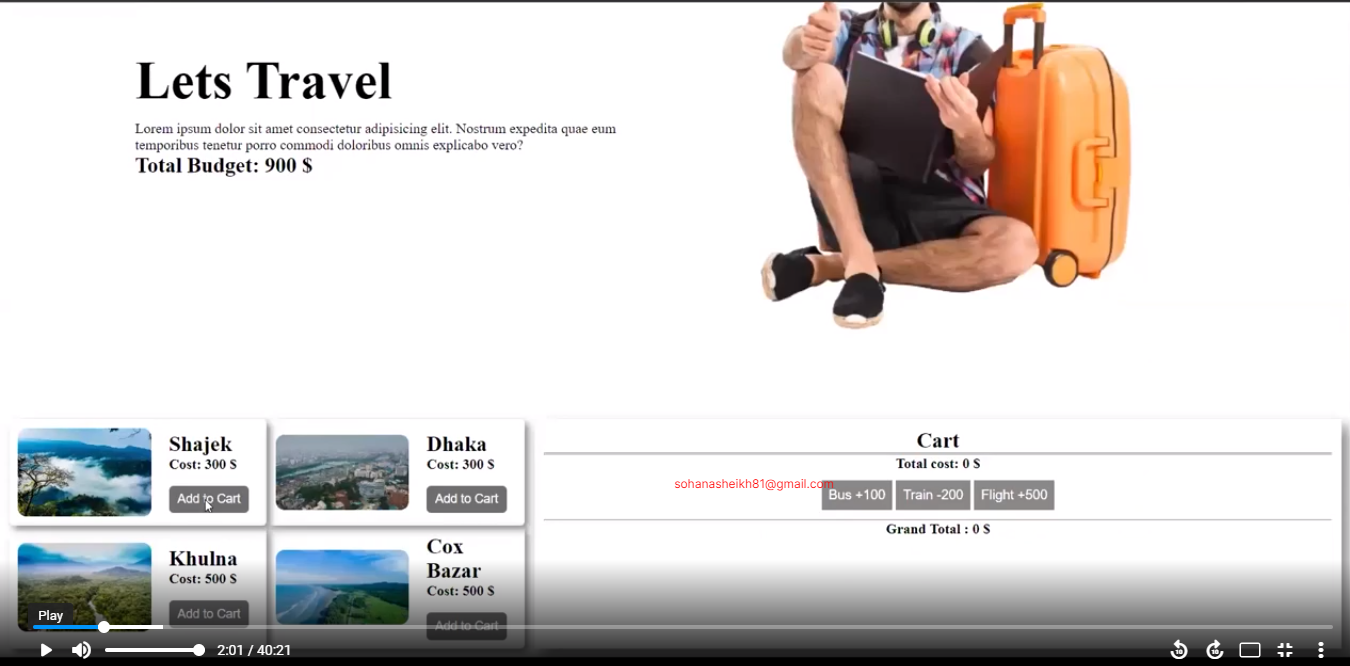 Lets Travel
Lorem ipsum dolor sit amet consectetur adipisicing elit. Nostrum expedita quae eum
temporibus tenetur porro commodi doloribus omnis explicabo vero?
Total Budget: 900 $
Shajek
Cost: 300 $
Add to Cart
Dhaka
Cost: 300 $
Add to Cart
Khulna
Cost: 500 $
Add to Cart
Cox
Bazar
Cost: 500 $
Add to Cart
Cart
Total cost: 0 $
sohanasheikh81@gmail.com
Bus +100 Train -200 Flight +500
Grand Total : 0 $
Play
2:01 / 40:21
10
10